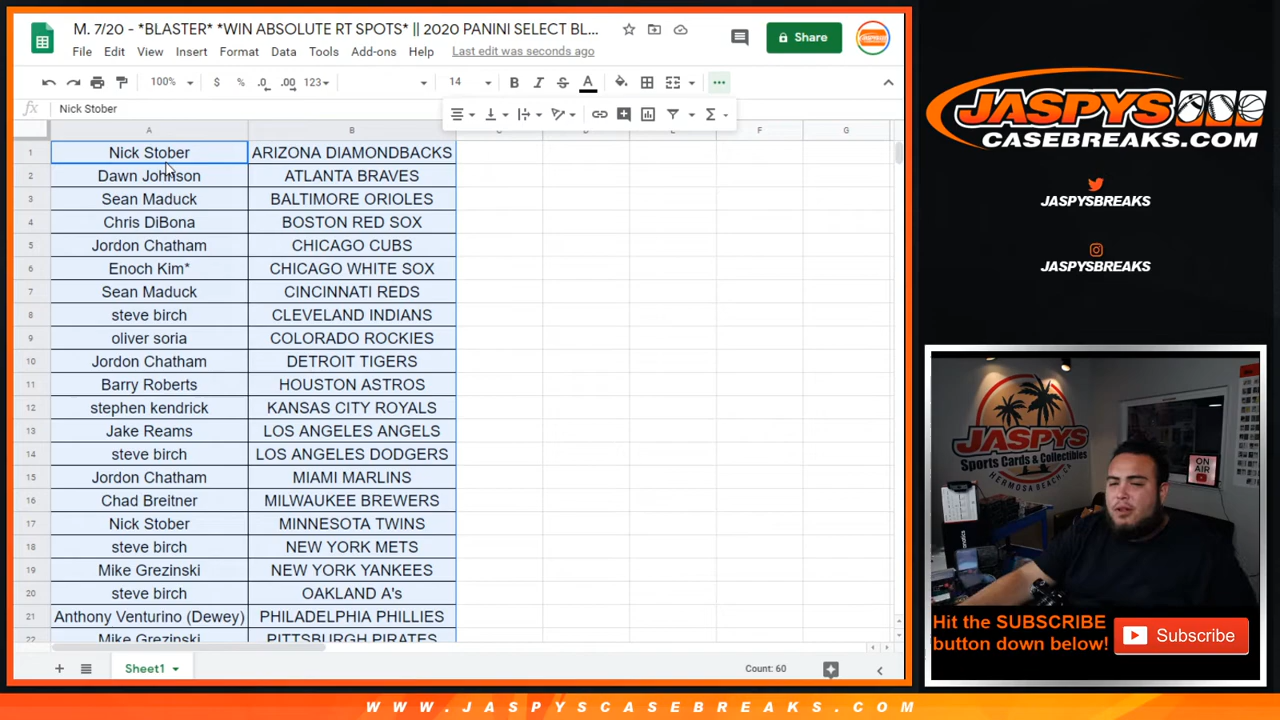 M. 7/20 - *BLASTER* *WIN ABSOLUTE RT SPOTS* || 2020 PANINI SELECT BL...
File Edit View Insert Format Data Tools Add-ons Help Last edit was seconds ago
Share
100% $ % .0 .00 123 14 B I S A
fx Nick Stober
A B F G
1 Nick Stober ARIZONA DIAMONDBACKS
2 Dawn Johnson ATLANTA BRAVES
3 Sean Maduck BALTIMORE ORIOLES
4 Chris DiBona BOSTON RED SOX
5 Jordon Chatham CHICAGO CUBS
6 Enoch Kim* CHICAGO WHITE SOX
7 Sean Maduck CINCINNATI REDS
8 steve birch CLEVELAND INDIANS
9 oliver soria COLORADO ROCKIES
10 Jordon Chatham DETROIT TIGERS
11 Barry Roberts HOUSTON ASTROS
12 stephen kendrick KANSAS CITY ROYALS
13 Jake Reams LOS ANGELES ANGELS
14 steve birch LOS ANGELES DODGERS
15 Jordon Chatham MIAMI MARLINS
16 Chad Breitner MILWAUKEE BREWERS
17 Nick Stober MINNESOTA TWINS
18 steve birch NEW YORK METS
19 Mike Grezinski NEW YORK YANKEES
20 steve birch OAKLAND A's
21 Anthony Venturino (Dewey) PHILADELPHIA PHILLIES
22 Mike Grezinski PITTSBURGH PIRATES
Sheet1
Count: 60
JASPYS
CASEBREAKS.COM
JASPYSBREAKS
JASPYSBREAKS
JASPYS
Sports Cards & Collectibles
HERMOSA BEACH, CA
ON
AIR
Hit the SUBSCRIBE
button down below!
Subscribe
WWW.JASPYSCASEBREAKS.COM